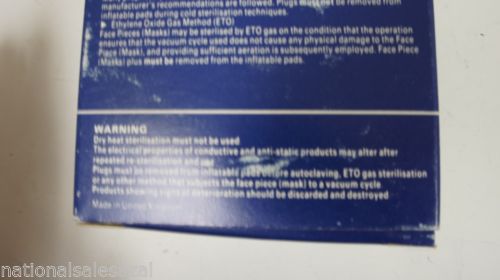 manufacturer's recommendations are followed. Plugs must be removed from
inflatable pads during cold sterilisation techniques.
▶ Ethylene Oxide Gas Method (ETO)
Face Pieces (Masks) may be sterilised by ETO gas on the condition that the operation
ensures that the vacuum cycle used does not cause any physical damage to the Face
Piece (Mask), and providing sufficient aeration is subsequently employed. Face Piece
(Masks) plus must be removed from the inflatable pads.
WARNING
Dry heat sterilisation must not be used
The electrical properties of conductive and anti-static products may alter after
repeated re-sterilisation and use
Plugs must be removed from inflatable pads before autoclaving, ETO gas sterilisation
or any other method that subjects the face piece (mask) to a vacuum cycle
Products showing signs of deterioration should be discarded and destroyed
Made in United Kingdom
nationalsaleslozal